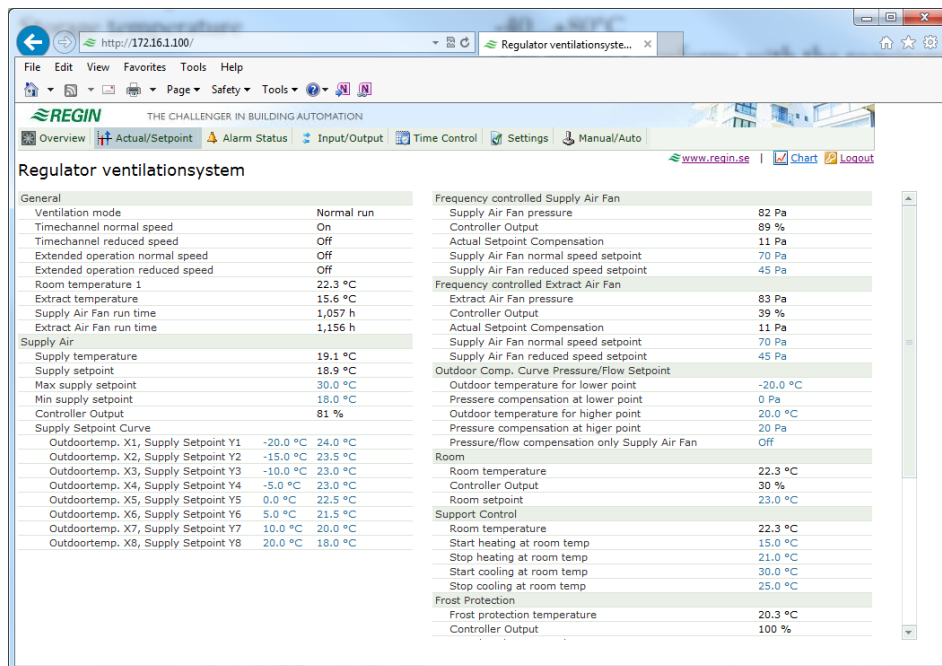 Storage temperature -40...+80°C
http://172.16.1.100/
Regulator ventilationsyste...
File Edit View Favorites Tools Help
Page Safety Tools
REGIN THE CHALLENGER IN BUILDING AUTOMATION
Overview Actual/Setpoint Alarm Status Input/Output Time Control Settings Manual/Auto
www.regin.se | Chart Logout
Regulator ventilationsystem
General
Ventilation mode Normal run
Timechannel normal speed On
Timechannel reduced speed Off
Extended operation normal speed Off
Extended operation reduced speed Off
Room temperature 1 22.3 °C
Extract temperature 15.6 °C
Supply Air Fan run time 1,057 h
Extract Air Fan run time 1,156 h
Supply Air
Supply temperature 19.1 °C
Supply setpoint 18.9 °C
Max supply setpoint 30.0 °C
Min supply setpoint 18.0 °C
Controller Output 81 %
Supply Setpoint Curve
Outdoortemp. X1, Supply Setpoint Y1 -20.0 °C 24.0 °C
Outdoortemp. X2, Supply Setpoint Y2 -15.0 °C 23.5 °C
Outdoortemp. X3, Supply Setpoint Y3 -10.0 °C 23.0 °C
Outdoortemp. X4, Supply Setpoint Y4 -5.0 °C 23.0 °C
Outdoortemp. X5, Supply Setpoint Y5 0.0 °C 22.5 °C
Outdoortemp. X6, Supply Setpoint Y6 5.0 °C 21.5 °C
Outdoortemp. X7, Supply Setpoint Y7 10.0 °C 20.0 °C
Outdoortemp. X8, Supply Setpoint Y8 20.0 °C 18.0 °C
Frequency controlled Supply Air Fan
Supply Air Fan pressure 82 Pa
Controller Output 89 %
Actual Setpoint Compensation 11 Pa
Supply Air Fan normal speed setpoint 70 Pa
Supply Air Fan reduced speed setpoint 45 Pa
Frequency controlled Extract Air Fan
Extract Air Fan pressure 83 Pa
Controller Output 39 %
Actual Setpoint Compensation 11 Pa
Supply Air Fan normal speed setpoint 70 Pa
Supply Air Fan reduced speed setpoint 45 Pa
Outdoor Comp. Curve Pressure/Flow Setpoint
Outdoor temperature for lower point -20.0 °C
Pressere compensation at lower point 0 Pa
Outdoor temperature for higher point 20.0 °C
Pressure compensation at higer point 20 Pa
Pressure/flow compensation only Supply Air Fan Off
Room
Room temperature 22.3 °C
Controller Output 30 %
Room setpoint 23.0 °C
Support Control
Room temperature 22.3 °C
Start heating at room temp 15.0 °C
Stop heating at room temp 21.0 °C
Start cooling at room temp 30.0 °C
Stop cooling at room temp 25.0 °C
Frost Protection
Frost protection temperature 20.3 °C
Controller Output 100 %